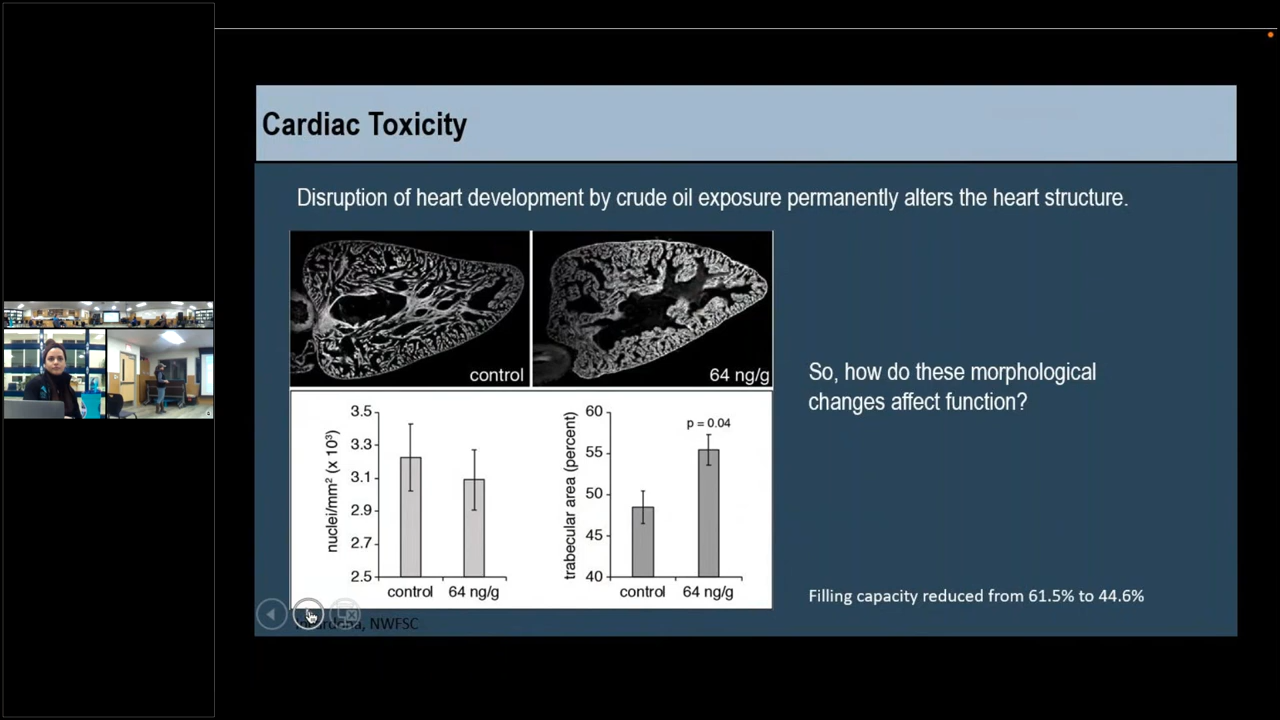 Cardiac Toxicity
Disruption of heart development by crude oil exposure permanently alters the heart structure.
control
64 ng/g
So, how do these morphological
changes affect function?
nuclei/mm² (x 10³)
3.5
3.3
3.1
2.9
2.7
2.5
control 64 ng/g
trabecular area (percent)
60
55
50
45
40
p = 0.04
control 64 ng/g
Filling capacity reduced from 61.5% to 44.6%
NWFSC